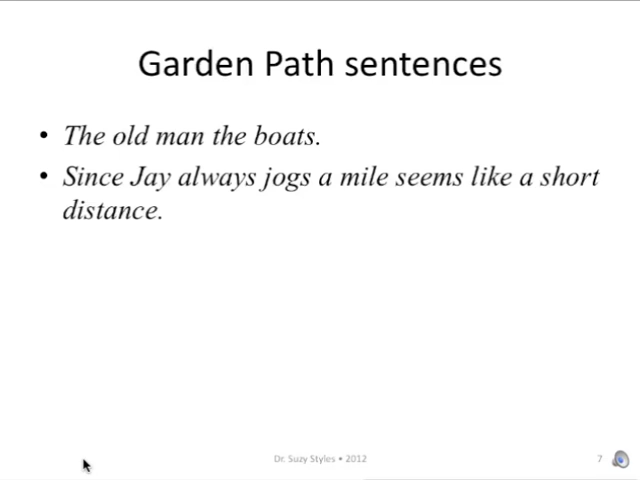 Garden Path sentences
• The old man the boats.
• Since Jay always jogs a mile seems like a short
distance.
Dr. Suzy Styles • 2012
7